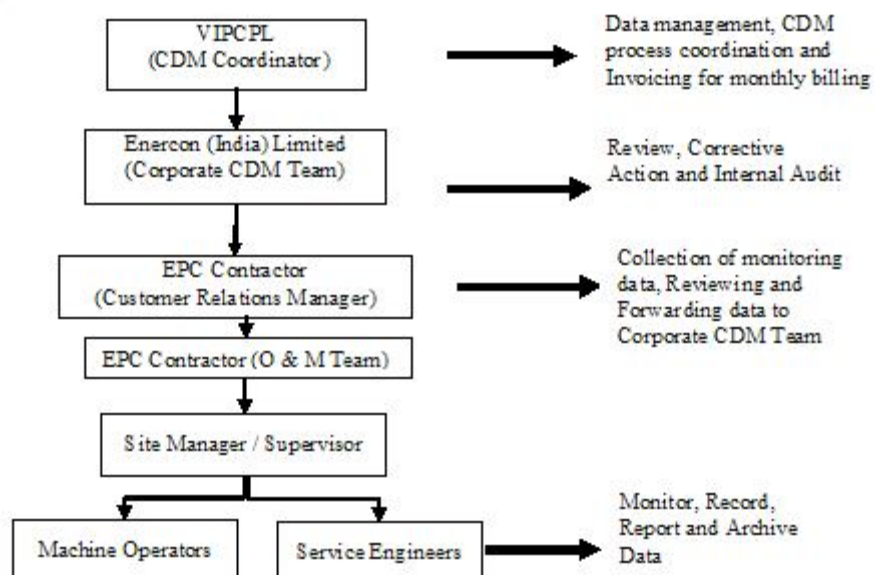 VIPCPL
(CDM Coordinator)
Data management, CDM
process coordination and
Invoicing for monthly billing
Enercon (India) Limited
(Corporate CDM Team)
Review, Corrective
Action and Internal Audit
EPC Contractor
(Customer Relations Manager)
Collection of monitoring
data, Reviewing and
Forwarding data to
Corporate CDM Team
EPC Contractor (O & M Team)
Site Manager / Supervisor
Machine Operators
Service Engineers
Monitor, Record,
Report and Archive
Data